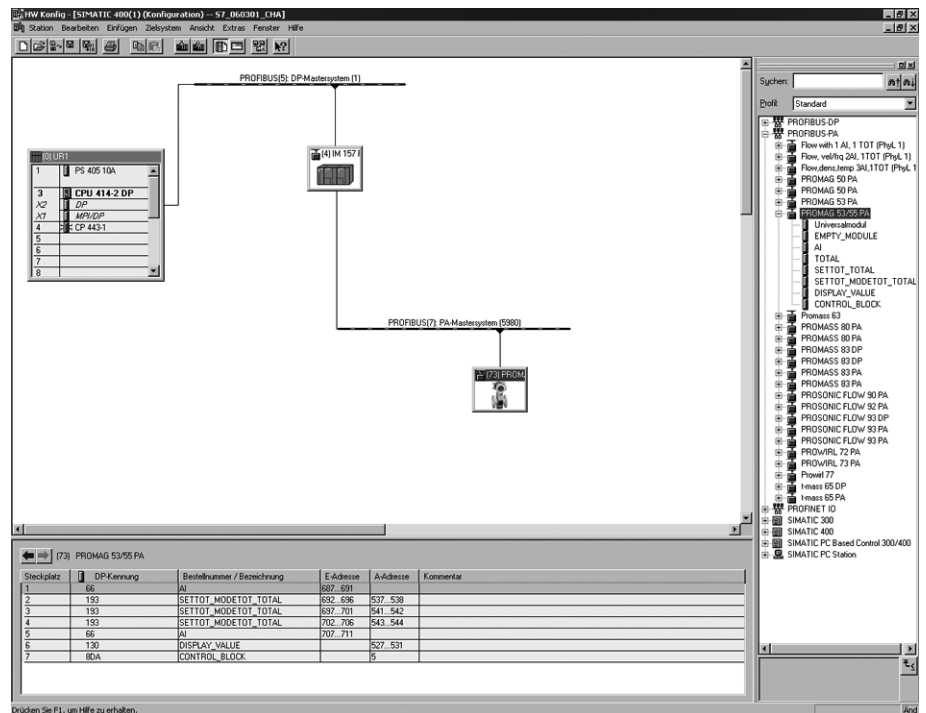 HW Konfig - [SIMATIC 400(1) (Konfiguration) -- S7_060301_CHA]
Station Bearbeiten Einfügen Zielsystem Ansicht Extras Fenster Hilfe
PROFIBUS(5): DP-Mastersystem (1)
(0) UR1
1 PS 405 10A
3 CPU 414-2 DP
X2 DP
X1 MPI/DP
4 CP 443-1
5
6
7
8
(4) IM 157 F
PROFIBUS(7): PA-Mastersystem (5980)
(73) PROM
Suchen:
Profil: Standard
PROFIBUS-DP
PROFIBUS-PA
Flow with 1 AI, 1 TOT (PhyL 1)
Flow, vel/frq 2AI, 1TOT (PhyL 1)
Flow,dens,temp 3AI,1TOT (PhyL 1
PROMAG 50 PA
PROMAG 50 PA
PROMAG 53 PA
PROMAG 53/55 PA
Universalmodul
EMPTY_MODULE
AI
TOTAL
SETTOT_TOTAL
SETTOT_MODETOT_TOTAL
DISPLAY_VALUE
CONTROL_BLOCK
Promass 63
PROMASS 80 PA
PROMASS 80 PA
PROMASS 83 DP
PROMASS 83 DP
PROMASS 83 PA
PROMASS 83 PA
PROSONIC FLOW 90 PA
PROSONIC FLOW 92 PA
PROSONIC FLOW 93 DP
PROSONIC FLOW 93 PA
PROSONIC FLOW 93 PA
PROWIRL 72 PA
PROWIRL 73 PA
Prowirl 77
t-mass 65 DP
t-mass 65 PA
PROFINET IO
SIMATIC 300
SIMATIC 400
SIMATIC PC Based Control 300/400
SIMATIC PC Station
(73) PROMAG 53/55 PA
Steckplatz DP-Kennung Bestellnummer / Bezeichnung E-Adresse A-Adresse Kommentar
1 66 AI 687...691
2 193 SETTOT_MODETOT_TOTAL 692...696 537...538
3 193 SETTOT_MODETOT_TOTAL 697...701 541...542
4 193 SETTOT_MODETOT_TOTAL 702...706 543...544
5 66 AI 707...711
6 130 DISPLAY_VALUE 527...531
7 8DA CONTROL_BLOCK 5
Drücken Sie F1, um Hilfe zu erhalten.
Änd